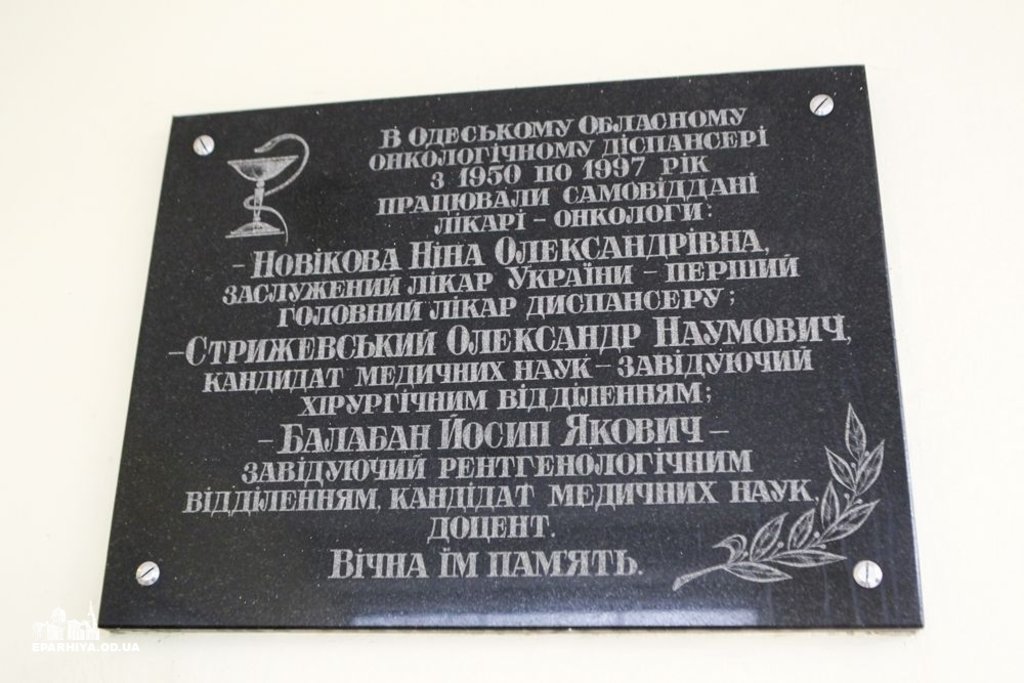 В Одеському Обласному
онкологічному діспансері
з 1950 по 1997 рік
працювали самовіддані
лікарі – онкологи:
– Новікова Ніна Олександрівна,
заслужений лікар України – перший
головний лікар диспансеру;
– Стрижевський Олександр Наумович,
кандидат медичних наук – завідуючий
хірургічним відділенням;
– Балабан Йосип Якович –
завідуючий рентгенологічним
відділенням, кандідат медичних наук,
доцент.
Вічна їм пам'ять.
EPARHIYA.OD.UA